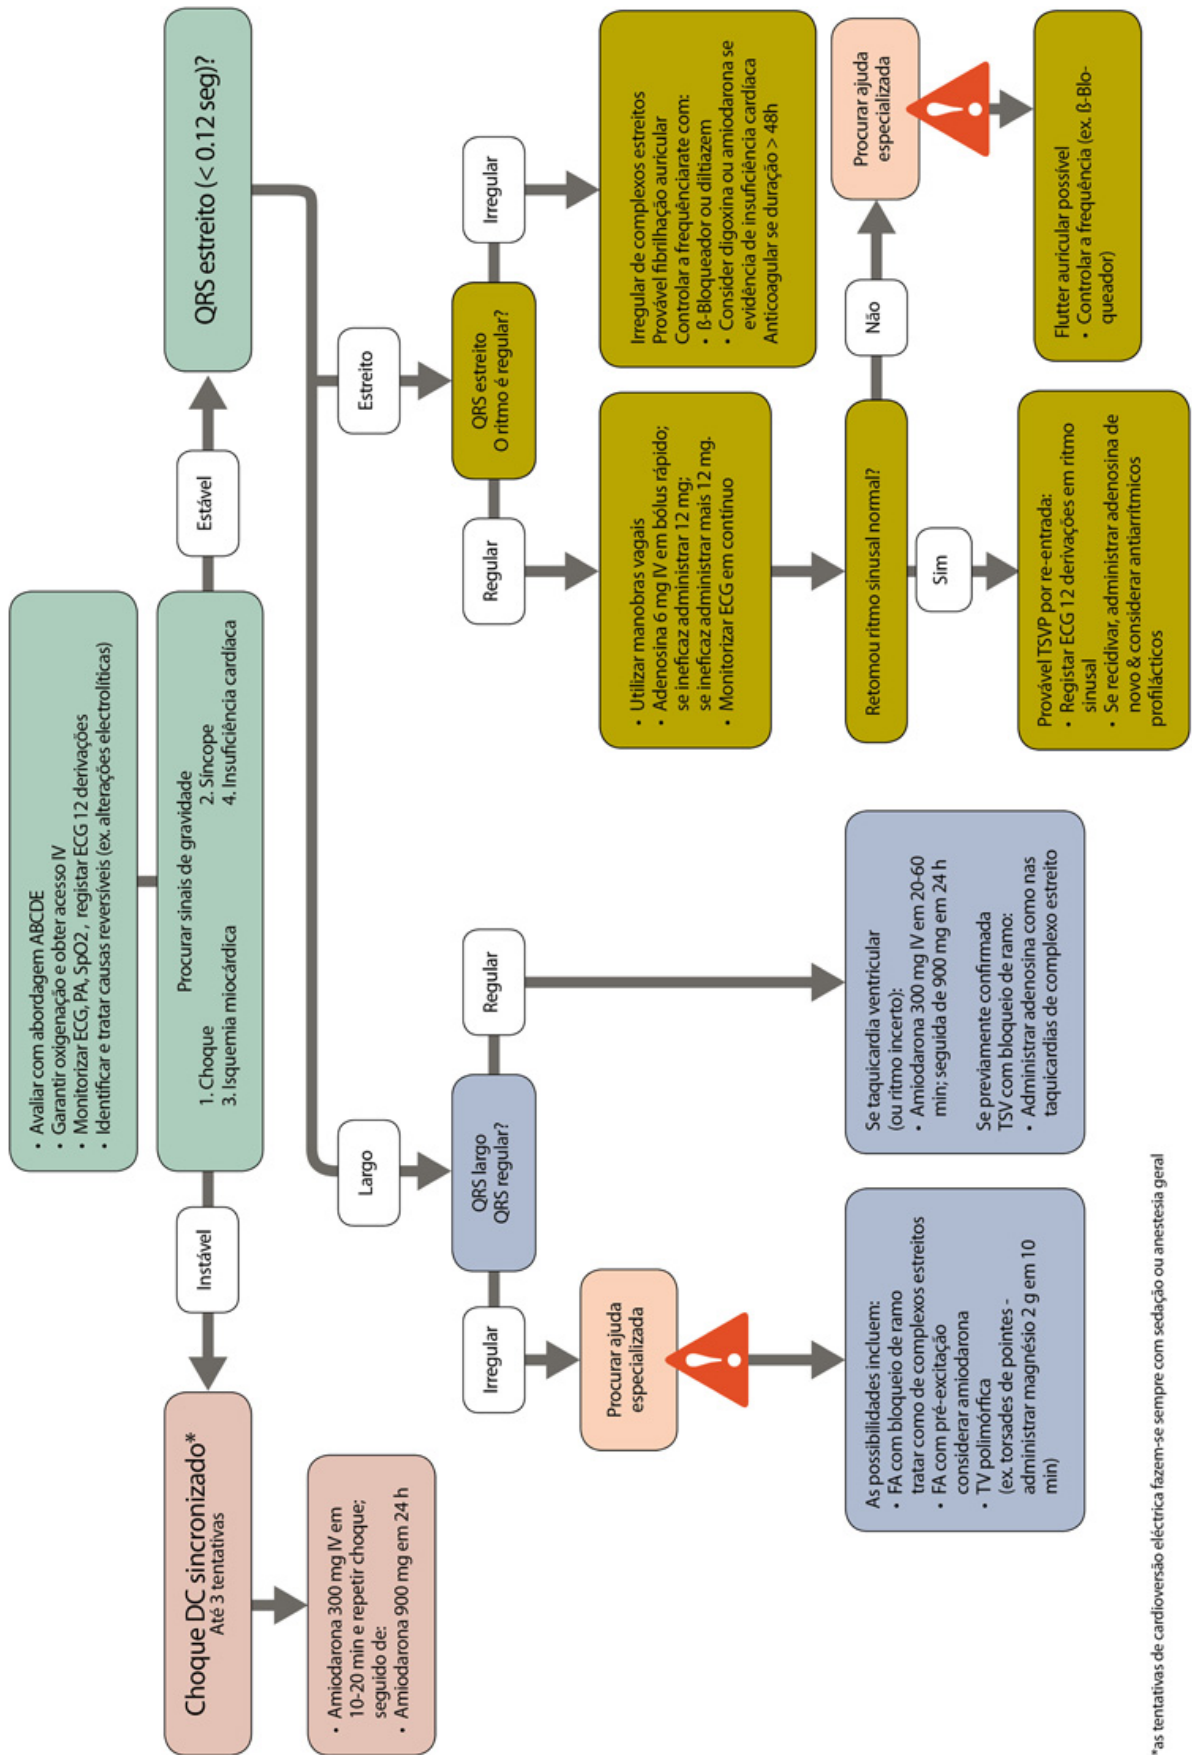 • Avaliar com abordagem ABCDE
• Garantir oxigenação e obter acesso IV
• Monitorizar ECG, PA, SpO2 , registar ECG 12 derivações
• Identificar e tratar causas reversíveis (ex. alterações electrolíticas)
Procurar sinais de gravidade
1. Choque 2. Síncope
3. Isquemia miocárdica 4. Insuficiência cardíaca
Instável
Estável
Choque DC sincronizado*
Até 3 tentativas
• Amiodarona 300 mg IV em
10-20 min e repetir choque;
seguido de:
• Amiodarona 900 mg em 24 h
QRS estreito (< 0.12 seg)?
Largo
Estreito
QRS largo
QRS regular?
Irregular
Regular
Procurar ajuda
especializada
As possibilidades incluem:
• FA com bloqueio de ramo
tratar como de complexos estreitos
• FA com pré-excitação
considerar amiodarona
• TV polimórfica
(ex. torsades de pointes -
administrar magnésio 2 g em 10
min)
Se taquicardia ventricular
(ou ritmo incerto):
• Amiodarona 300 mg IV em 20-60
min; seguida de 900 mg em 24 h
Se previamente confirmada
TSV com bloqueio de ramo:
• Administrar adenosina como nas
taquicardias de complexo estreito
QRS estreito
O ritmo é regular?
Regular
Irregular
• Utilizar manobras vagais
• Adenosina 6 mg IV em bólus rápido;
se ineficaz administrar 12 mg;
se ineficaz administrar mais 12 mg.
• Monitorizar ECG em contínuo
Irregular de complexos estreitos
Provável fibrilhação auricular
Controlar a frequênciarate com:
• ß-Bloqueador ou diltiazem
• Consider digoxina ou amiodarona se
evidência de insuficiência cardíaca
Anticoagular se duração > 48h
Retomou ritmo sinusal normal?
Sim
Não
Provável TSVP por re-entrada:
• Registar ECG 12 derivações em ritmo
sinusal
• Se recidivar, administrar adenosina de
novo & considerar antiarrítmicos
profilácticos
Procurar ajuda
especializada
Flutter auricular possível
• Controlar a frequência (ex. ß-Blo-
queador)
*as tentativas de cardioversão eléctrica fazem-se sempre com sedação ou anestesia geral